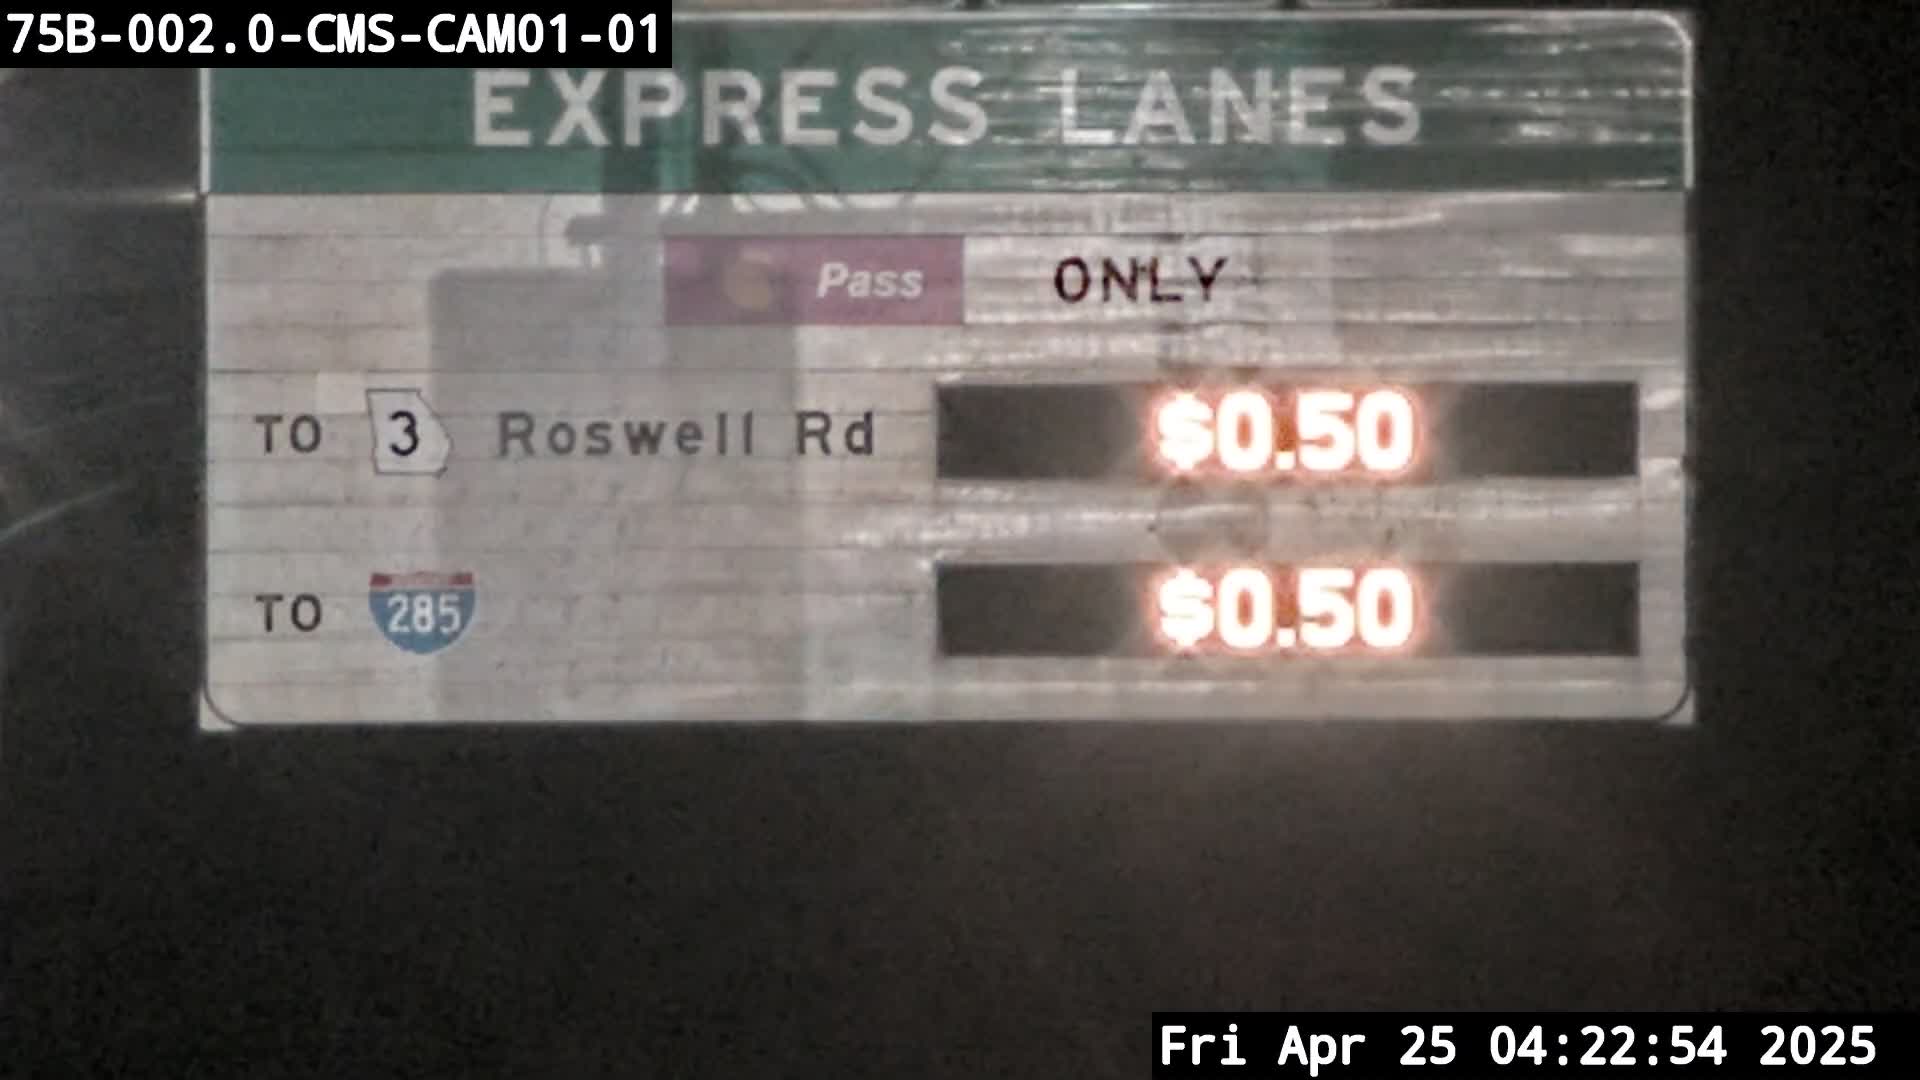 75B-002.0-CMS-CAM01-01
EXPRESS LANES
Pass ONLY
TO 3 Roswell Rd $0.50
TO 285 $0.50
Fri Apr 25 04:22:54 2025